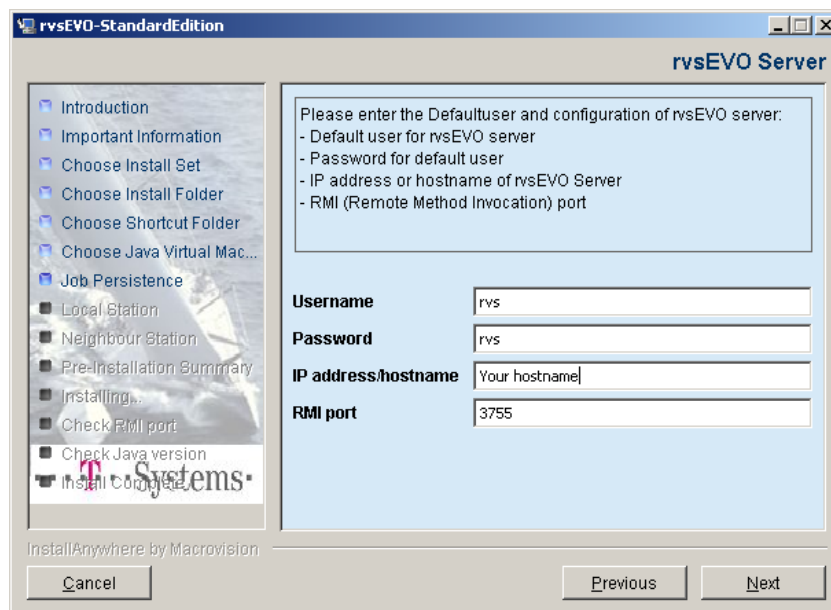 rvsEVO-StandardEdition
rvsEVO Server
Introduction
Important Information
Choose Install Set
Choose Install Folder
Choose Shortcut Folder
Choose Java Virtual Mac...
Job Persistence
Local Station
Neighbour Station
Pre-Installation Summary
Installing...
Check RMI port
Check Java version
Install Complete
T Systems
Please enter the Defaultuser and configuration of rvsEVO server:
- Default user for rvsEVO server
- Password for default user
- IP address or hostname of rvsEVO Server
- RMI (Remote Method Invocation) port
Username rvs
Password rvs
IP address/hostname Your hostname
RMI port 3755
InstallAnywhere by Macrovision
Cancel Previous Next